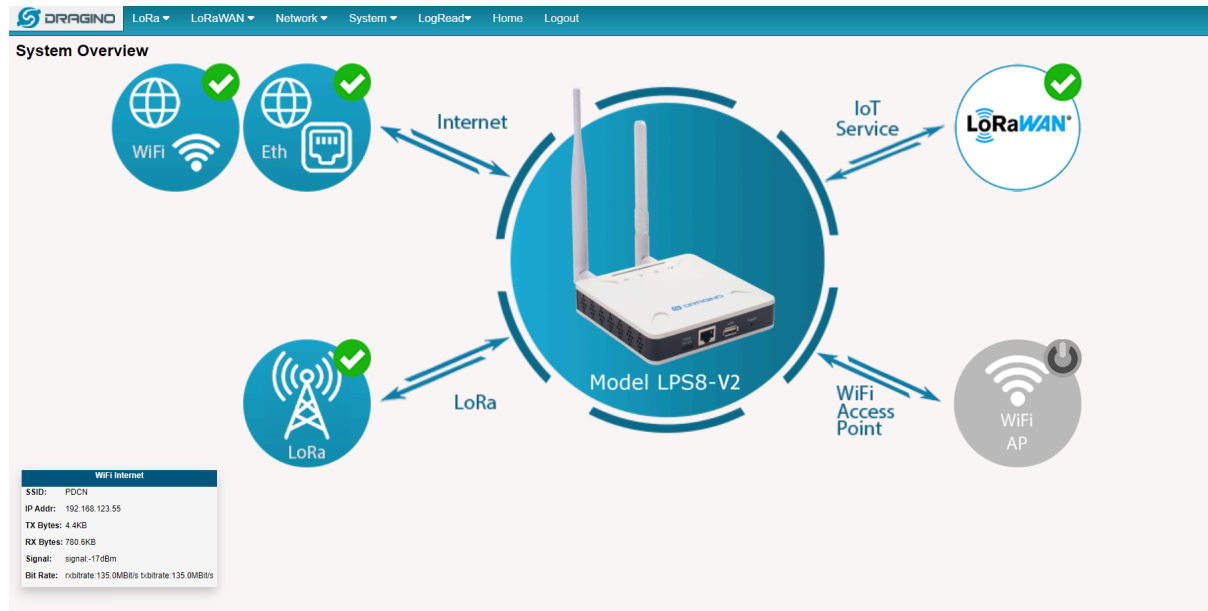 DRAGINO LoRa LoRaWAN Network System LogRead Home Logout
System Overview
WiFi
Eth
Internet
IoT
Service
LoRaWAN
DRAGINO
Model LPS8-V2
LoRa
LoRa
WiFi
Access
Point
WiFi
AP
WiFi Internet
SSID: PDCN
IP Addr: 192.168.123.55
TX Bytes: 4.4KB
RX Bytes: 780.6KB
Signal: signal:-17dBm
Bit Rate: rxbitrate:135.0MBit/s txbitrate:135.0MBit/s